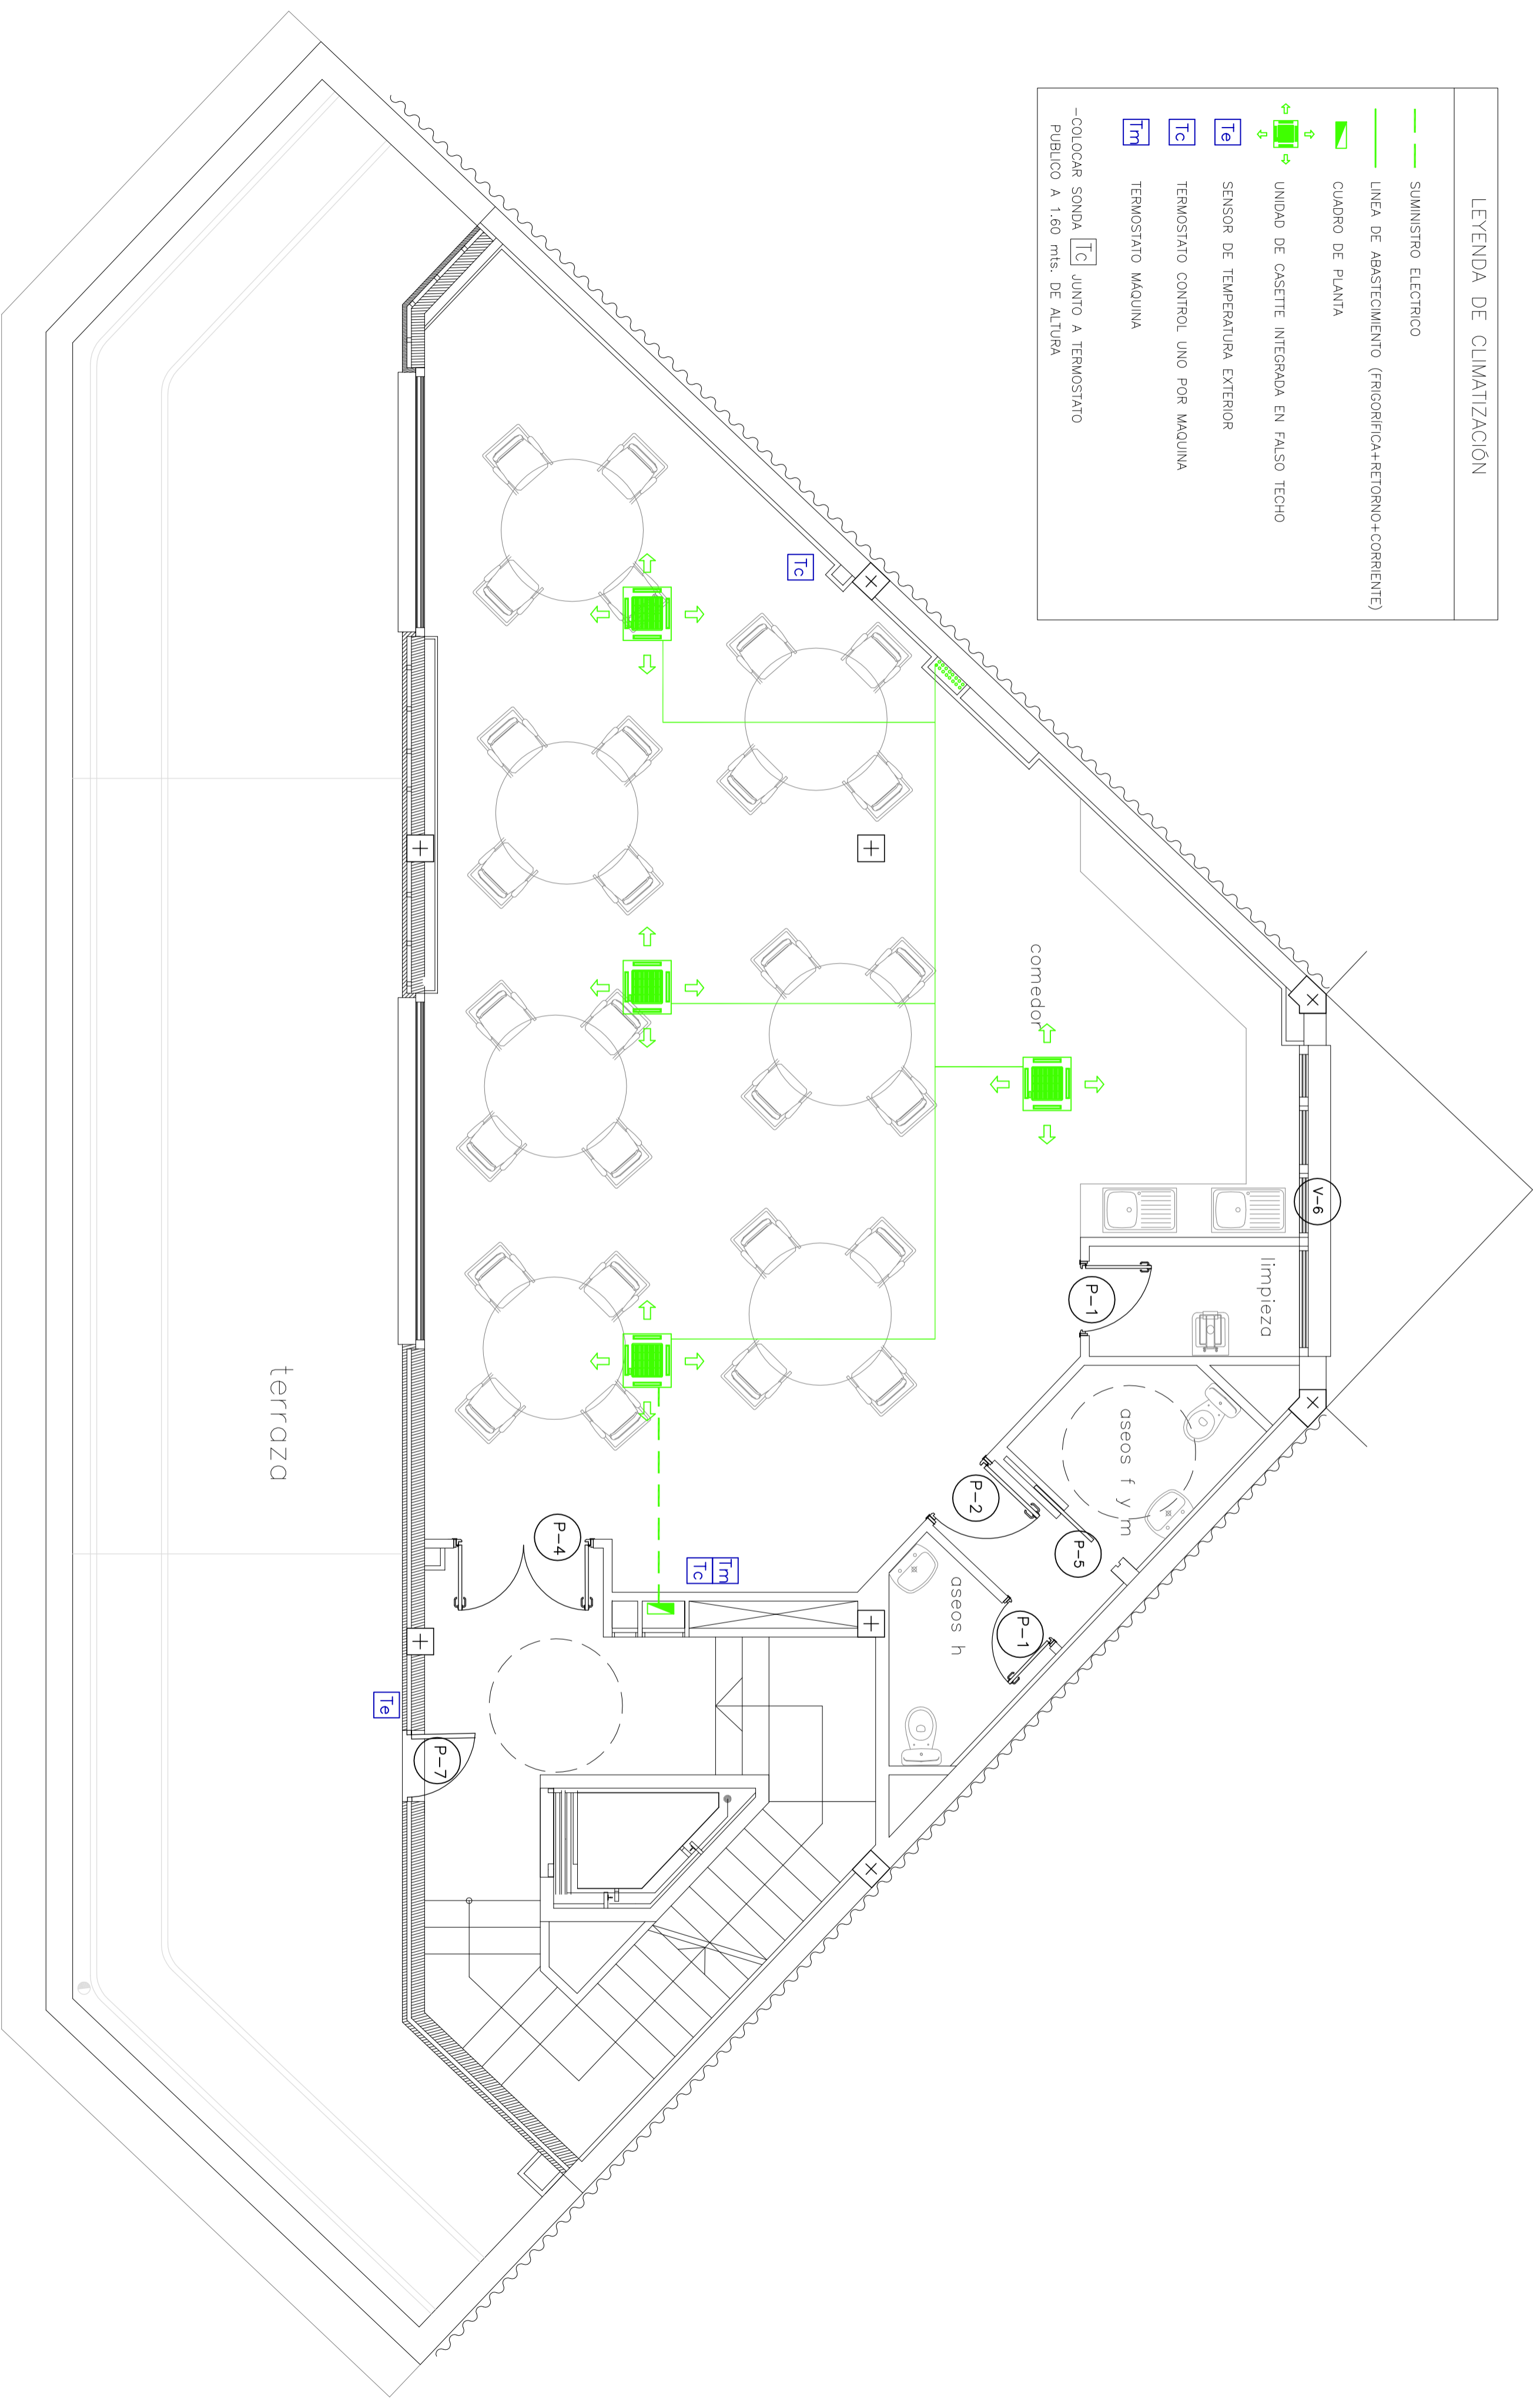 LEYENDA DE CLIMATIZACIÓN
SUMINISTRO ELECTRICO
LINEA DE ABASTECIMIENTO (FRIGORÍFICA+RETORNO+CORRIENTE)
CUADRO DE PLANTA
UNIDAD DE CASETTE INTEGRADA EN FALSO TECHO
Te SENSOR DE TEMPERATURA EXTERIOR
Tc TERMOSTATO CONTROL UNO POR MAQUINA
Tm TERMOSTATO MÁQUINA
-COLOCAR SONDA Tc JUNTO A TERMOSTATO
PUBLICO A 1.60 mts. DE ALTURA
V-6
limpieza
P-1
aseos f y m
P-5
comedor
P-2
P-1
aseos h
Tc
Tm
Tc
P-4
P-7
Te
terraza